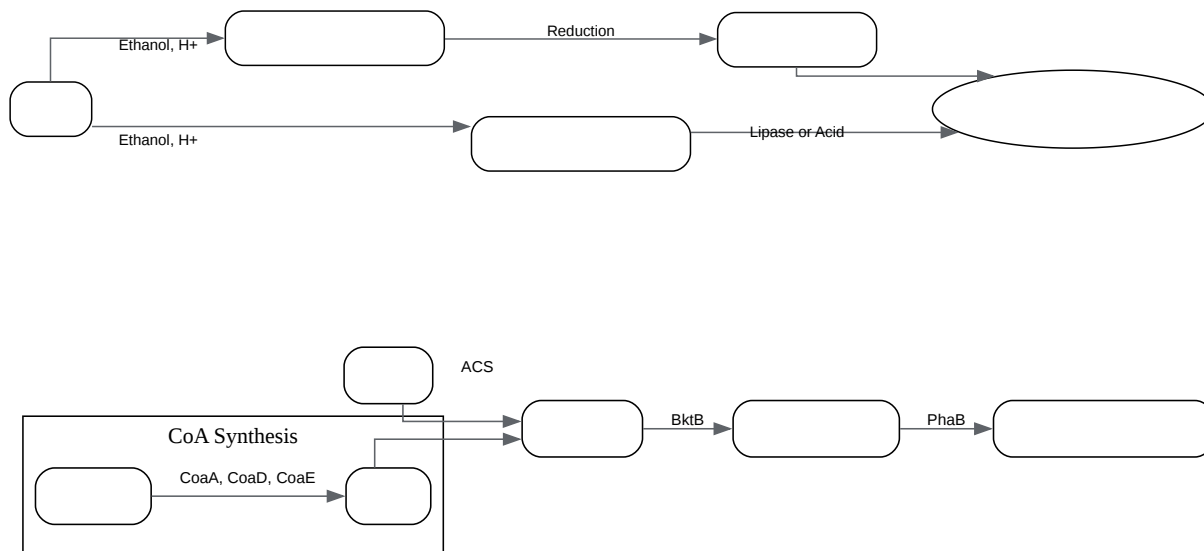 Ethanol, H+
Reduction
Ethanol, H+
Lipase or Acid
ACS
BktB
PhaB
CoA Synthesis
CoaA, CoaD, CoaE